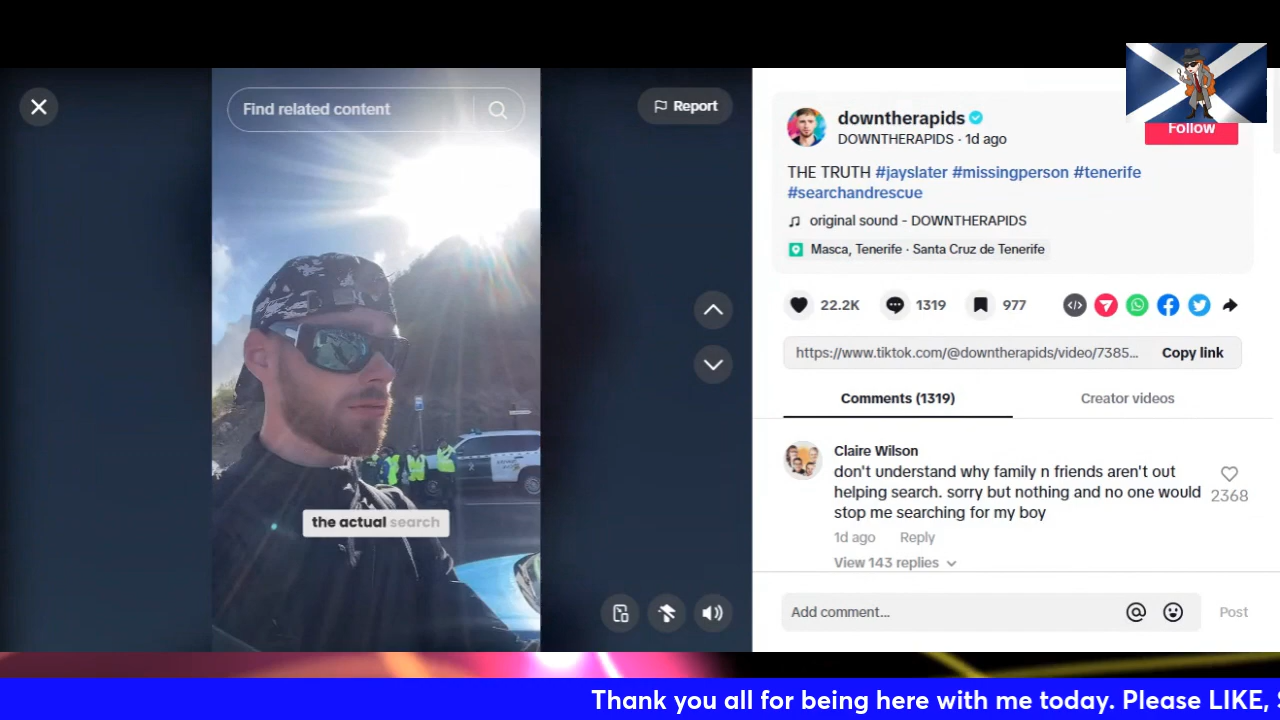 Find related content
Report
downtherapids
DOWNTHERAPIDS · 1d ago
Follow
THE TRUTH #jayslater #missingperson #tenerife
#searchandrescue
original sound - DOWNTHERAPIDS
Masca, Tenerife · Santa Cruz de Tenerife
22.2K
1319
977
https://www.tiktok.com/@downtherapids/video/7385...
Copy link
Comments (1319)
Creator videos
Claire Wilson
don't understand why family n friends aren't out
helping search. sorry but nothing and no one would
stop me searching for my boy
2368
1d ago
Reply
View 143 replies
the actual search
Add comment...
Post
Thank you all for being here with me today. Please LIKE,